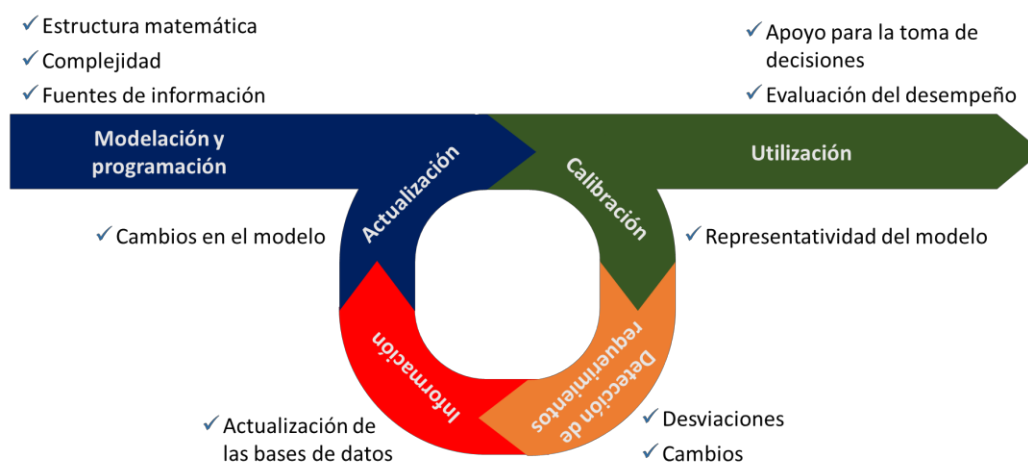 ✓ Estructura matemática
✓ Complejidad
✓ Fuentes de información
✓ Apoyo para la toma de
decisiones
✓ Evaluación del desempeño
Modelación y
programación
Actualización
Calibración
Utilización
✓ Cambios en el modelo
✓ Representatividad del modelo
Información
Detección de
requerimientos
✓ Actualización de
las bases de datos
✓ Desviaciones
✓ Cambios